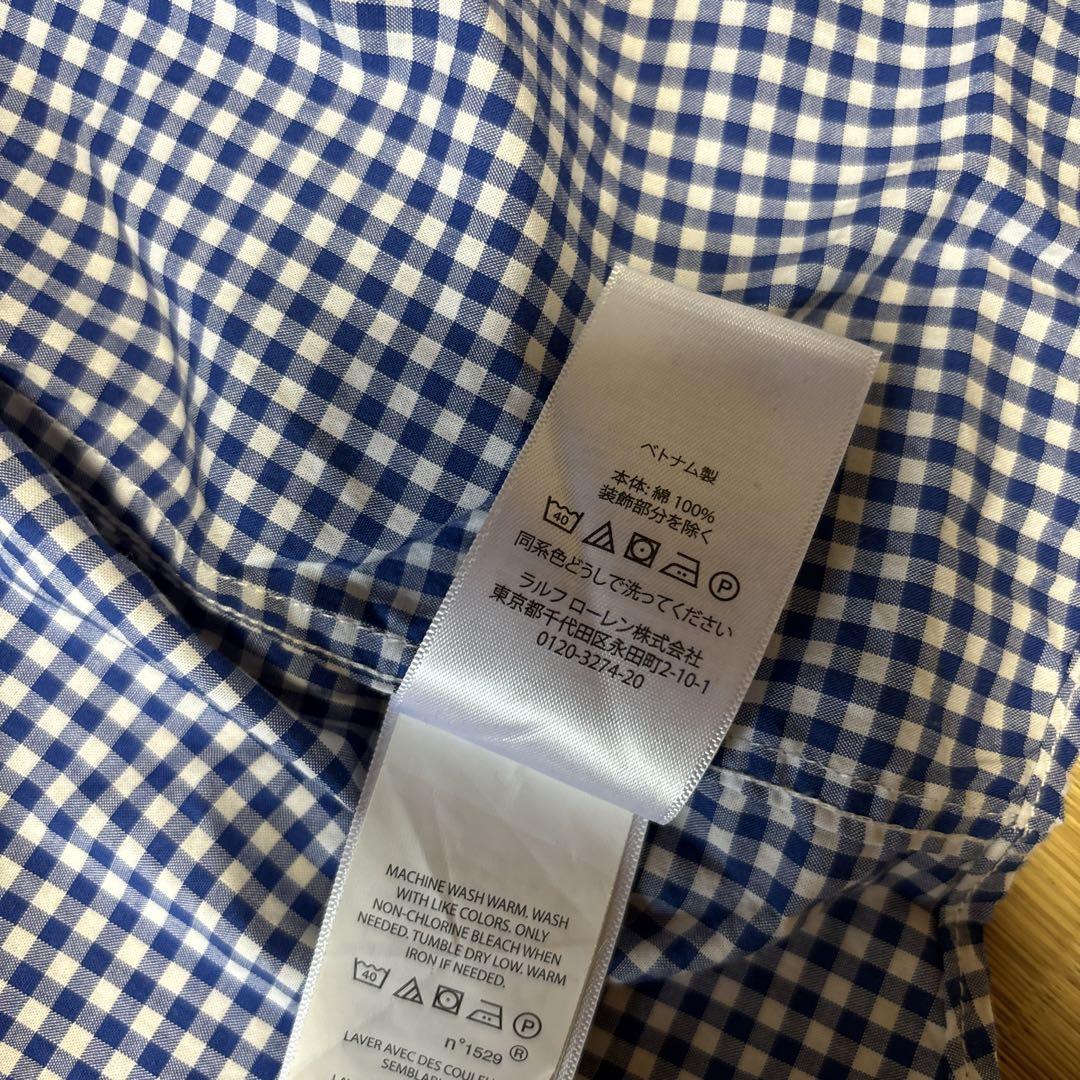 ベトナム製
本体: 綿 100%
装飾部分を除く
40 P
同系色どうしで洗ってください
ラルフ ローレン株式会社
東京都千代田区永田町2-10-1
0120-3274-20
MACHINE WASH WARM. WASH
WITH LIKE COLORS. ONLY
NON-CHLORINE BLEACH WHEN
NEEDED. TUMBLE DRY LOW. WARM
IRON IF NEEDED.
40 P
n°1529 ®
LAVER AVEC DES COULEU
SEMBLA